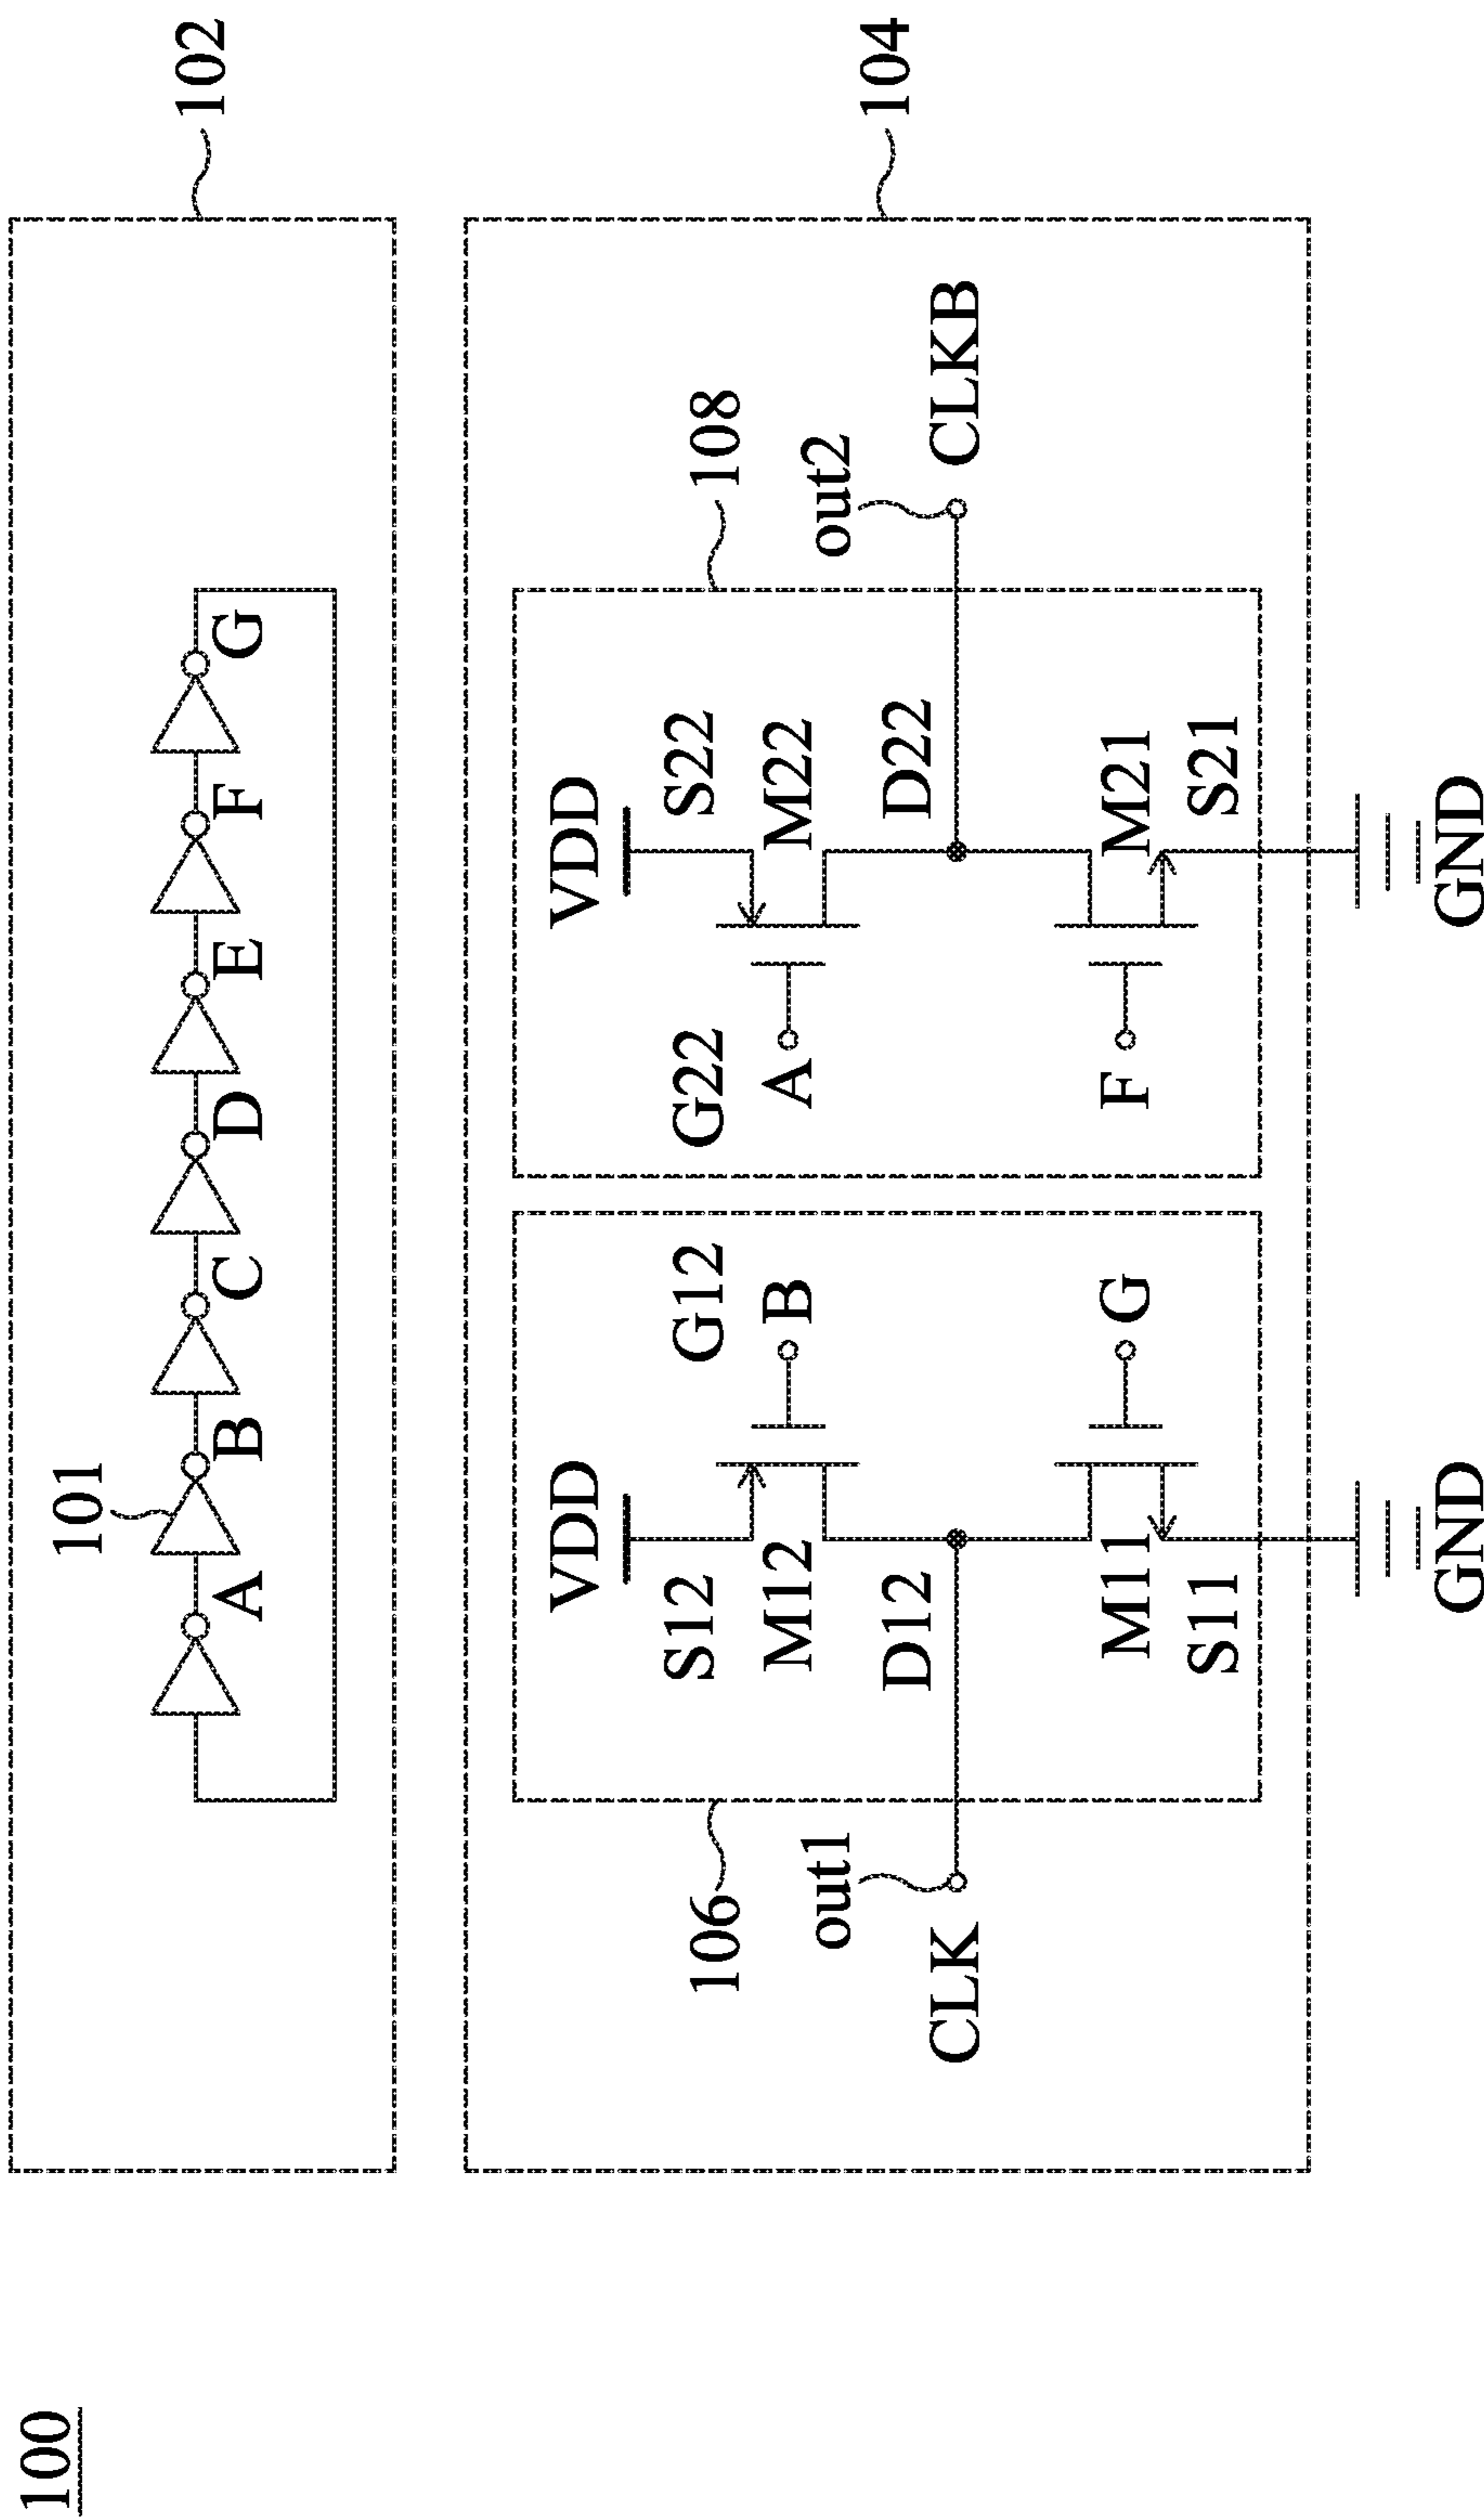 100
102
101
A B C D E F G
104
106
108
VDD
VDD
S12
G12
G22
S22
M12
B
A
M22
out1
out2
D12
D22
CLK
CLKB
M11
G
F
M21
S11
S21
GND
GND